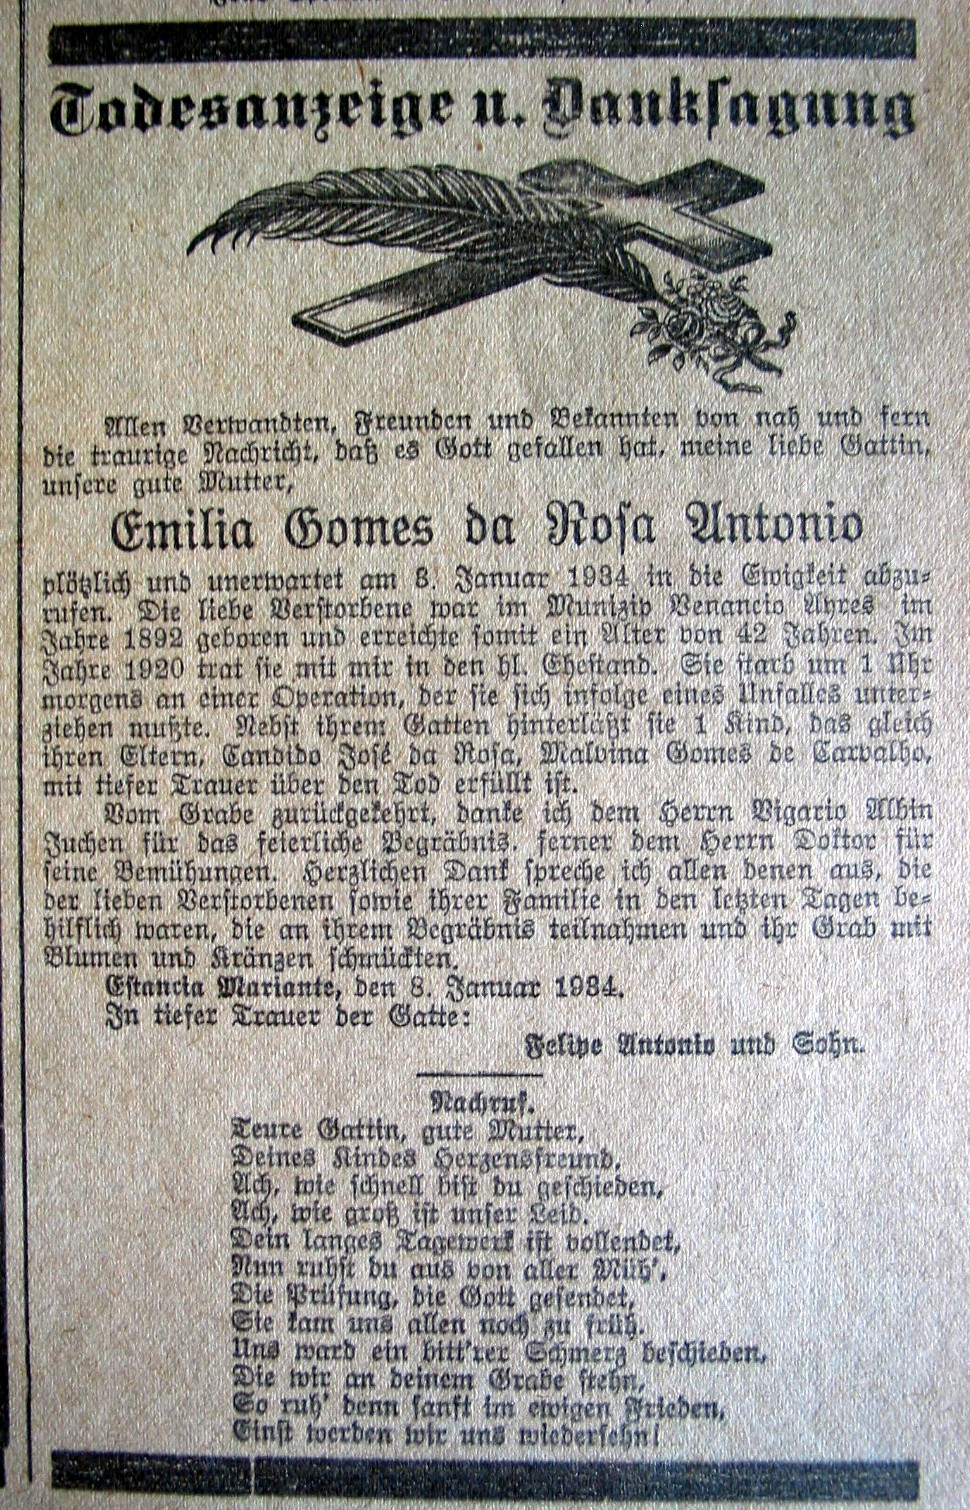 Todesanzeige u. Danksagung
Allen Verwandten, Freunden und Bekannten von nah und fern
die traurige Nachricht, daß es Gott gefallen hat, meine liebe Gattin,
unsere gute Mutter,
Emilia Gomes da Rosa Antonio
plötzlich und unerwartet am 8. Januar 1934 in die Ewigkeit abzu-
rufen. Die liebe Verstorbene war im Munizip Venancio Ayres im
Jahre 1892 geboren und erreichte somit ein Alter von 42 Jahren. Im
Jahre 1920 trat sie mit mir in den hl. Ehestand. Sie starb um 1 Uhr
morgens an einer Operation, der sie sich infolge eines Unfalles unter-
ziehen mußte. Nebst ihrem Gatten hinterläßt sie 1 Kind, das gleich
ihren Eltern, Candido José da Rosa, Malvina Gomes de Carvalho,
mit tiefer Trauer über den Tod erfüllt ist.
Vom Grabe zurückgekehrt, danke ich dem Herrn Vigario Albin
Juchen für das feierliche Begräbnis. ferner dem Herrn Doktor für
seine Bemühungen. Herzlichen Dank spreche ich allen denen aus, die
der lieben Verstorbenen sowie ihrer Familie in den letzten Tagen be-
hilflich waren, die an ihrem Begräbnis teilnahmen und ihr Grab mit
Blumen und Kränzen schmückten.
Estancia Mariante, den 8. Januar 1934.
In tiefer Trauer der Gatte:
Felipe Antonio und Sohn.
Nachruf.
Teure Gattin, gute Mutter,
Deines Kindes Herzensfreund,
Ach, wie schnell bist du geschieden,
Ach, wie groß ist unser Leid.
Dein langes Tagewerk ist vollendet,
Nun ruhst du aus von aller Müh',
Die Prüfung, die Gott gesendet,
Sie kam uns allen noch zu früh.
Uns ward ein bitt'rer Schmerz beschieden,
Die wir an deinem Grabe stehn,
So ruh' denn sanft im ewigen Frieden,
Einst werden wir uns wiedersehn!